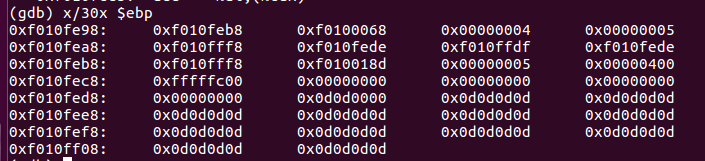 (gdb) x/30x $ebp
0xf010fe98: 0xf010feb8 0xf0100068 0x00000004 0x00000005
0xf010fea8: 0xf010fff8 0xf010fede 0xf010ffdf 0xf010fede
0xf010feb8: 0xf010fff8 0xf010018d 0x00000005 0x00000400
0xf010fec8: 0xfffffc00 0x00000000 0x00000000 0x00000000
0xf010fed8: 0x00000000 0x0d0d0000 0x0d0d0d0d 0x0d0d0d0d
0xf010fee8: 0x0d0d0d0d 0x0d0d0d0d 0x0d0d0d0d 0x0d0d0d0d
0xf010fef8: 0x0d0d0d0d 0x0d0d0d0d 0x0d0d0d0d 0x0d0d0d0d
0xf010ff08: 0x0d0d0d0d 0x0d0d0d0d